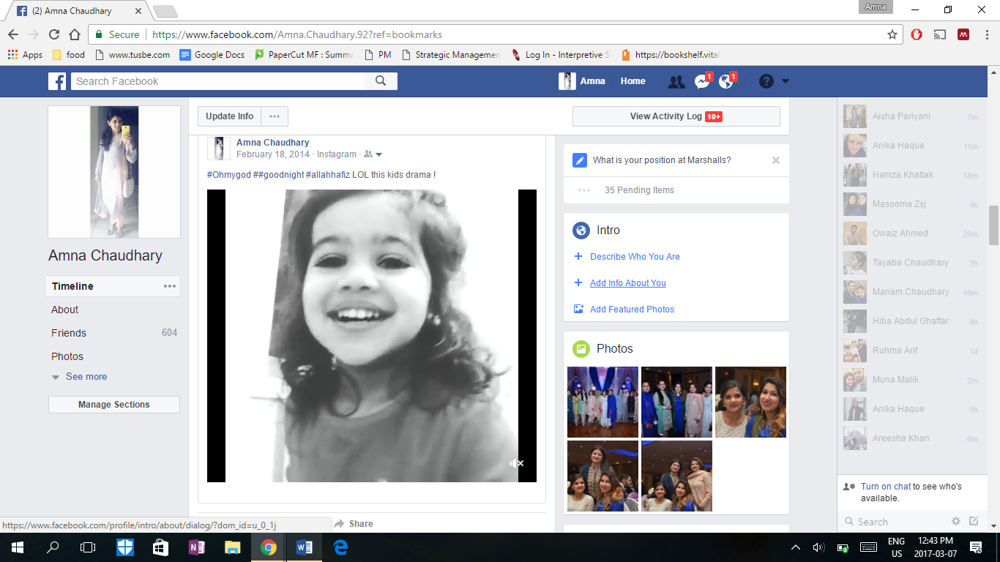 (2) Amna Chaudhary
Amna
Secure
https://www.facebook.com/Amna.Chaudhary.92?ref=bookmarks
Apps
food
www.tusbe.com
Google Docs
PaperCut MF : Summa
PM
Strategic Managemen
Log In - Interpretive S
https://bookshelf.vital
Search Facebook
Amna
Home
1
1
Update Info
View Activity Log 10+
Amna Chaudhary
Timeline
About
Friends 604
Photos
See more
Manage Sections
Amna Chaudhary
February 18, 2014 · Instagram ·
#Ohmygod ##goodnight #allahhafiz LOL this kids drama !
Share
What is your position at Marshalls?
35 Pending Items
Intro
Describe Who You Are
Add Info About You
Add Featured Photos
Photos
Aisha Pariyani 7m
Anika Haque 11m
Hamza Khattak 18m
Masooma Zsj 4h
Owaiz Ahmed 20m
Tayaba Chaudhary 2h
Mariam Chaudhary 49m
Hiba Abdul Ghaffar 4h
Ruhma Arif 1d
Muna Malik 2m
Anika Haque 9h
Areesha Khan 6m
Turn on chat to see who's
available.
Search
https://www.facebook.com/profile/intro/about/dialog/?dom_id=u_0_1j
ENG
US
12:43 PM
2017-03-07